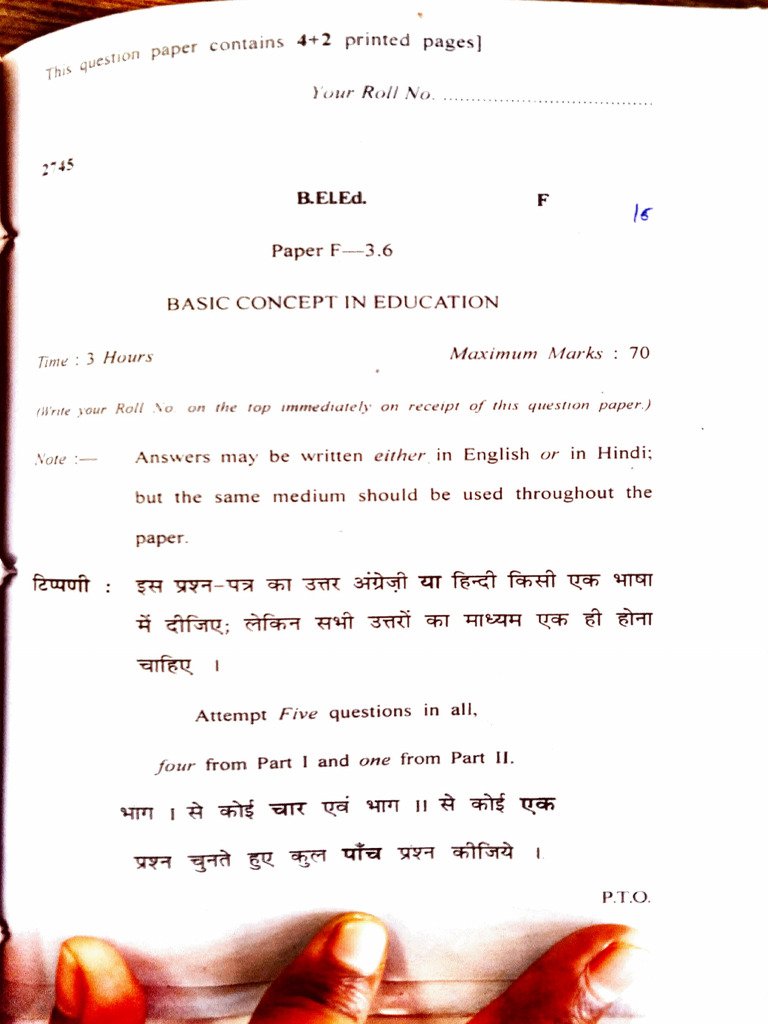 This question paper contains 4+2 printed pages]
Your Roll No. ......................................
2745
B.El.Ed. F
15
Paper F—3.6
BASIC CONCEPT IN EDUCATION
Time : 3 Hours Maximum Marks : 70
(Write your Roll No. on the top immediately on receipt of this question paper.)
Note :— Answers may be written either in English or in Hindi;
but the same medium should be used throughout the
paper.
टिप्पणी : इस प्रश्न-पत्र का उत्तर अंग्रेज़ी या हिन्दी किसी एक भाषा
में दीजिए; लेकिन सभी उत्तरों का माध्यम एक ही होना
चाहिए ।
Attempt Five questions in all,
four from Part I and one from Part II.
भाग I से कोई चार एवं भाग II से कोई एक
प्रश्न चुनते हुए कुल पाँच प्रश्न कीजिये ।
P.T.O.